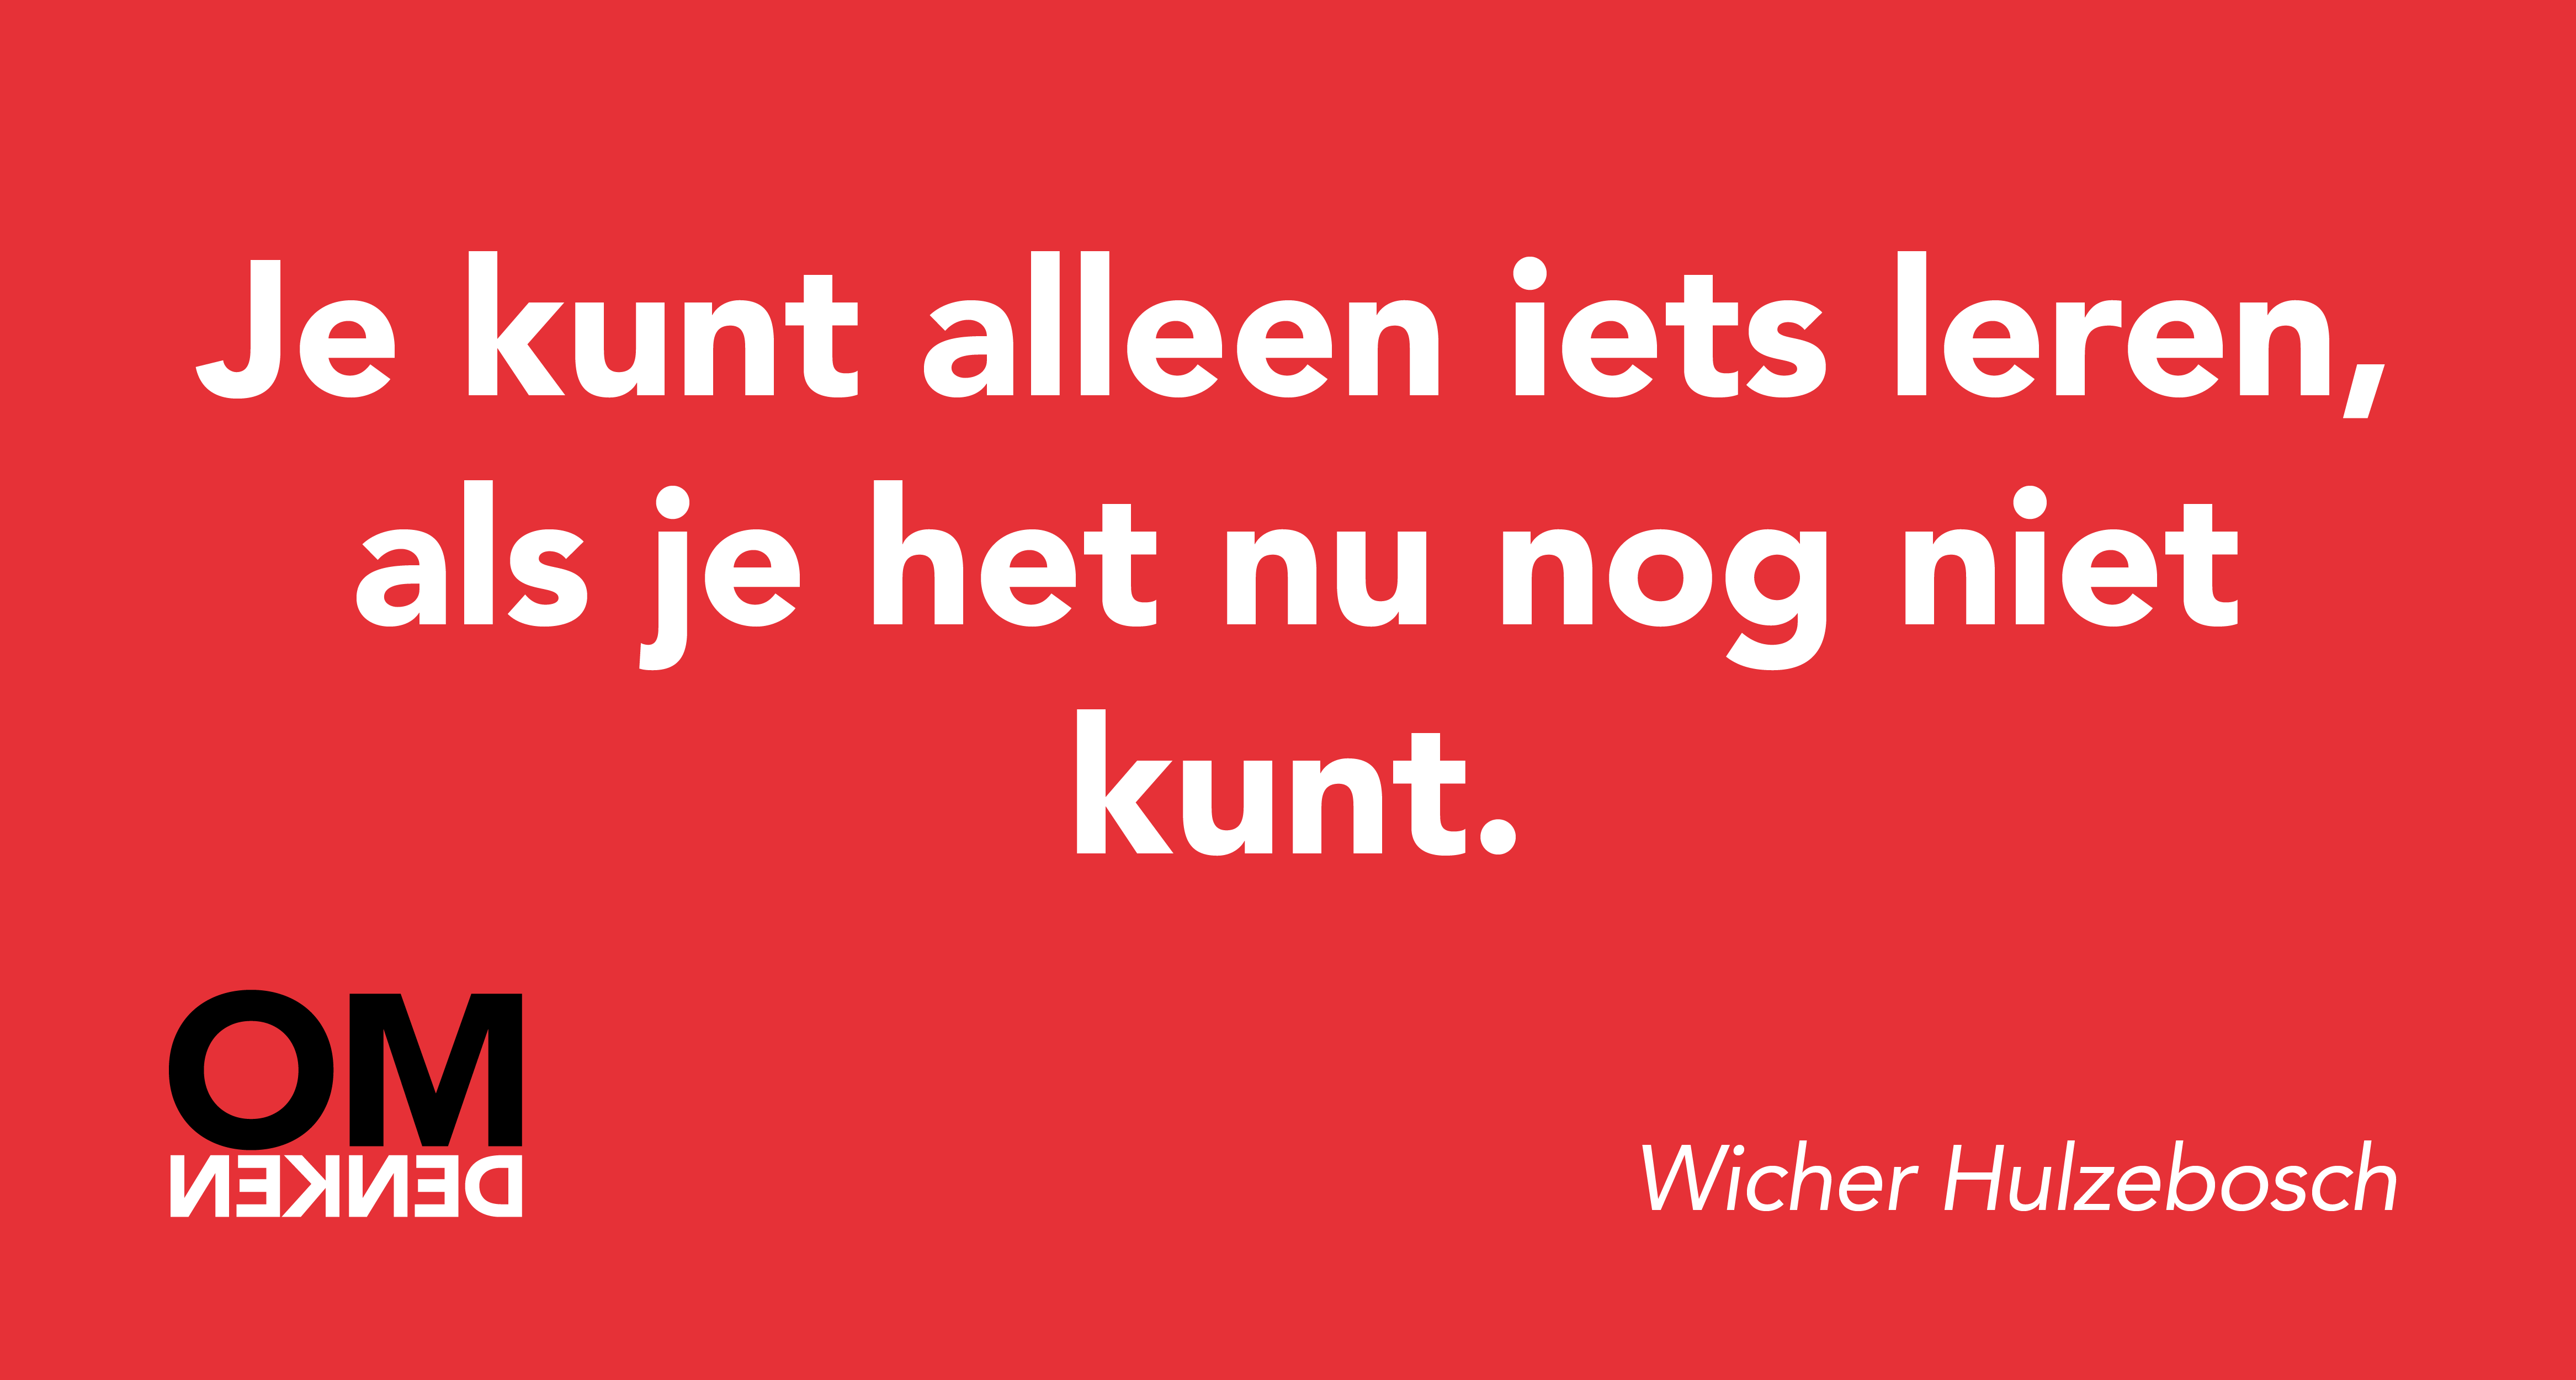 Je kunt alleen iets leren,
als je het nu nog niet
kunt.
OM
DENKEN
Wicher Hulzebosch